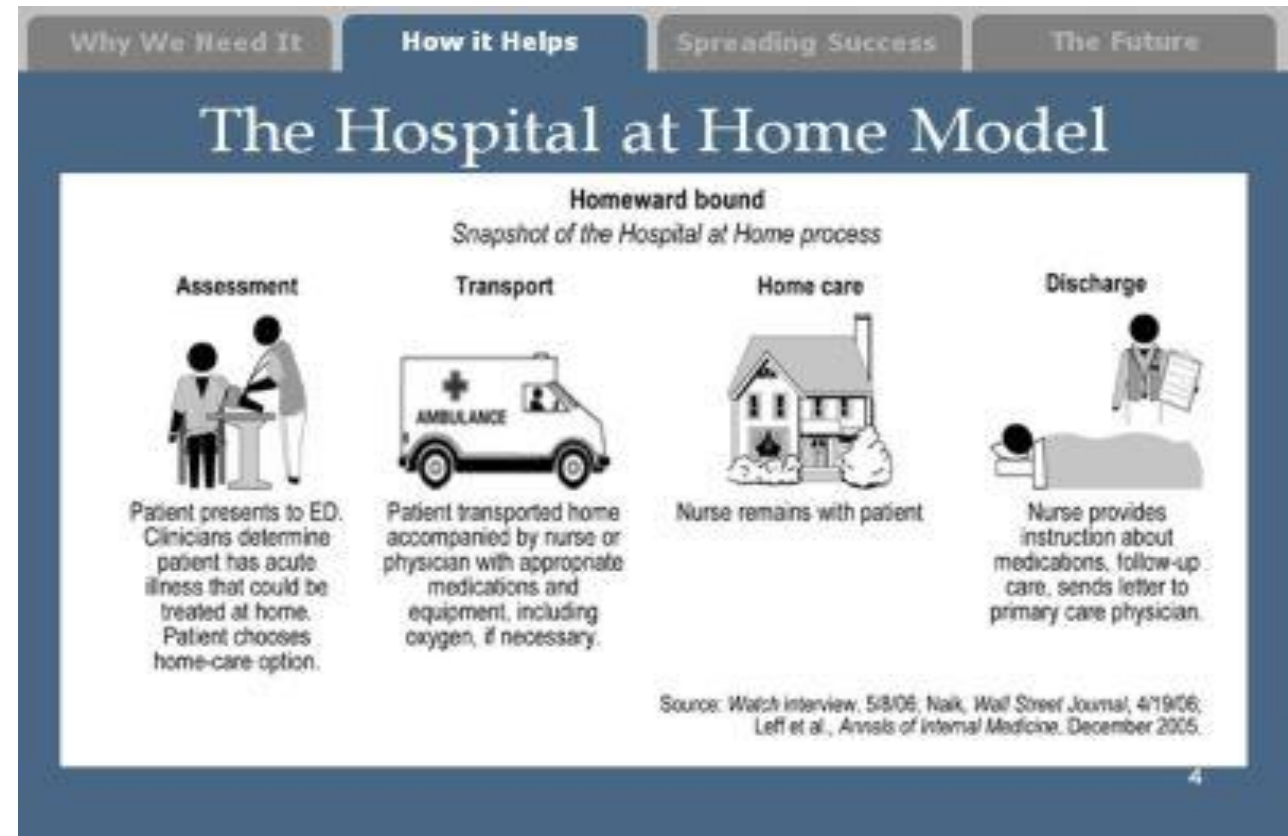 Why We Need It
How it Helps
Spreading Success
The Future
The Hospital at Home Model
Homeward bound
Snapshot of the Hospital at Home process
Assessment
Patient presents to ED.
Clinicians determine
patient has acute
illness that could be
treated at home.
Patient chooses
home-care option.
Transport
AMBULANCE
Patient transported home
accompanied by nurse or
physician with appropriate
medications and
equipment, including
oxygen, if necessary.
Home care
Nurse remains with patient
Discharge
Nurse provides
instruction about
medications, follow-up
care, sends letter to
primary care physician.
Source: Watch interview, 5/8/06; Naik, Wall Street Journal, 4/19/06;
Leff et al., Annals of Internal Medicine, December 2005.
4